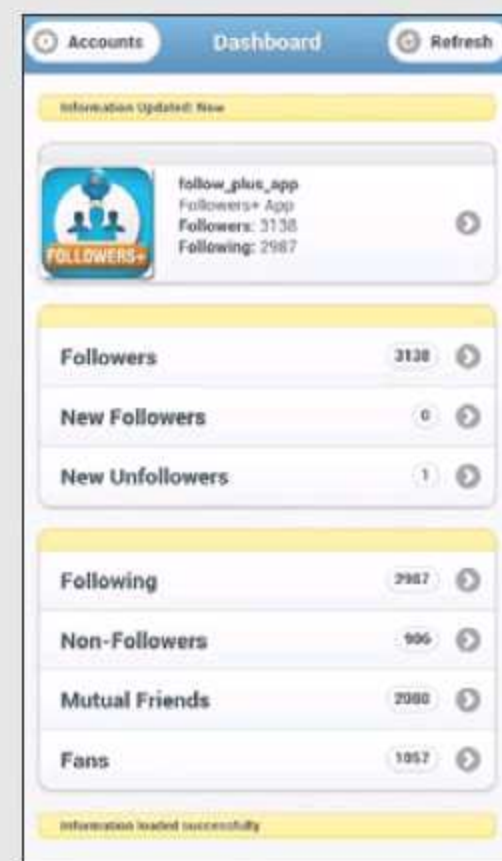 Accounts
Dashboard
Refresh
Information Updated: Now
follow_plus_app
Followers+ App
Followers: 3138
Following: 2987
FOLLOWERS+
Followers 3138
New Followers 0
New Unfollowers 1
Following 2987
Non-Followers 906
Mutual Friends
Fans 1057
Information loaded successfully